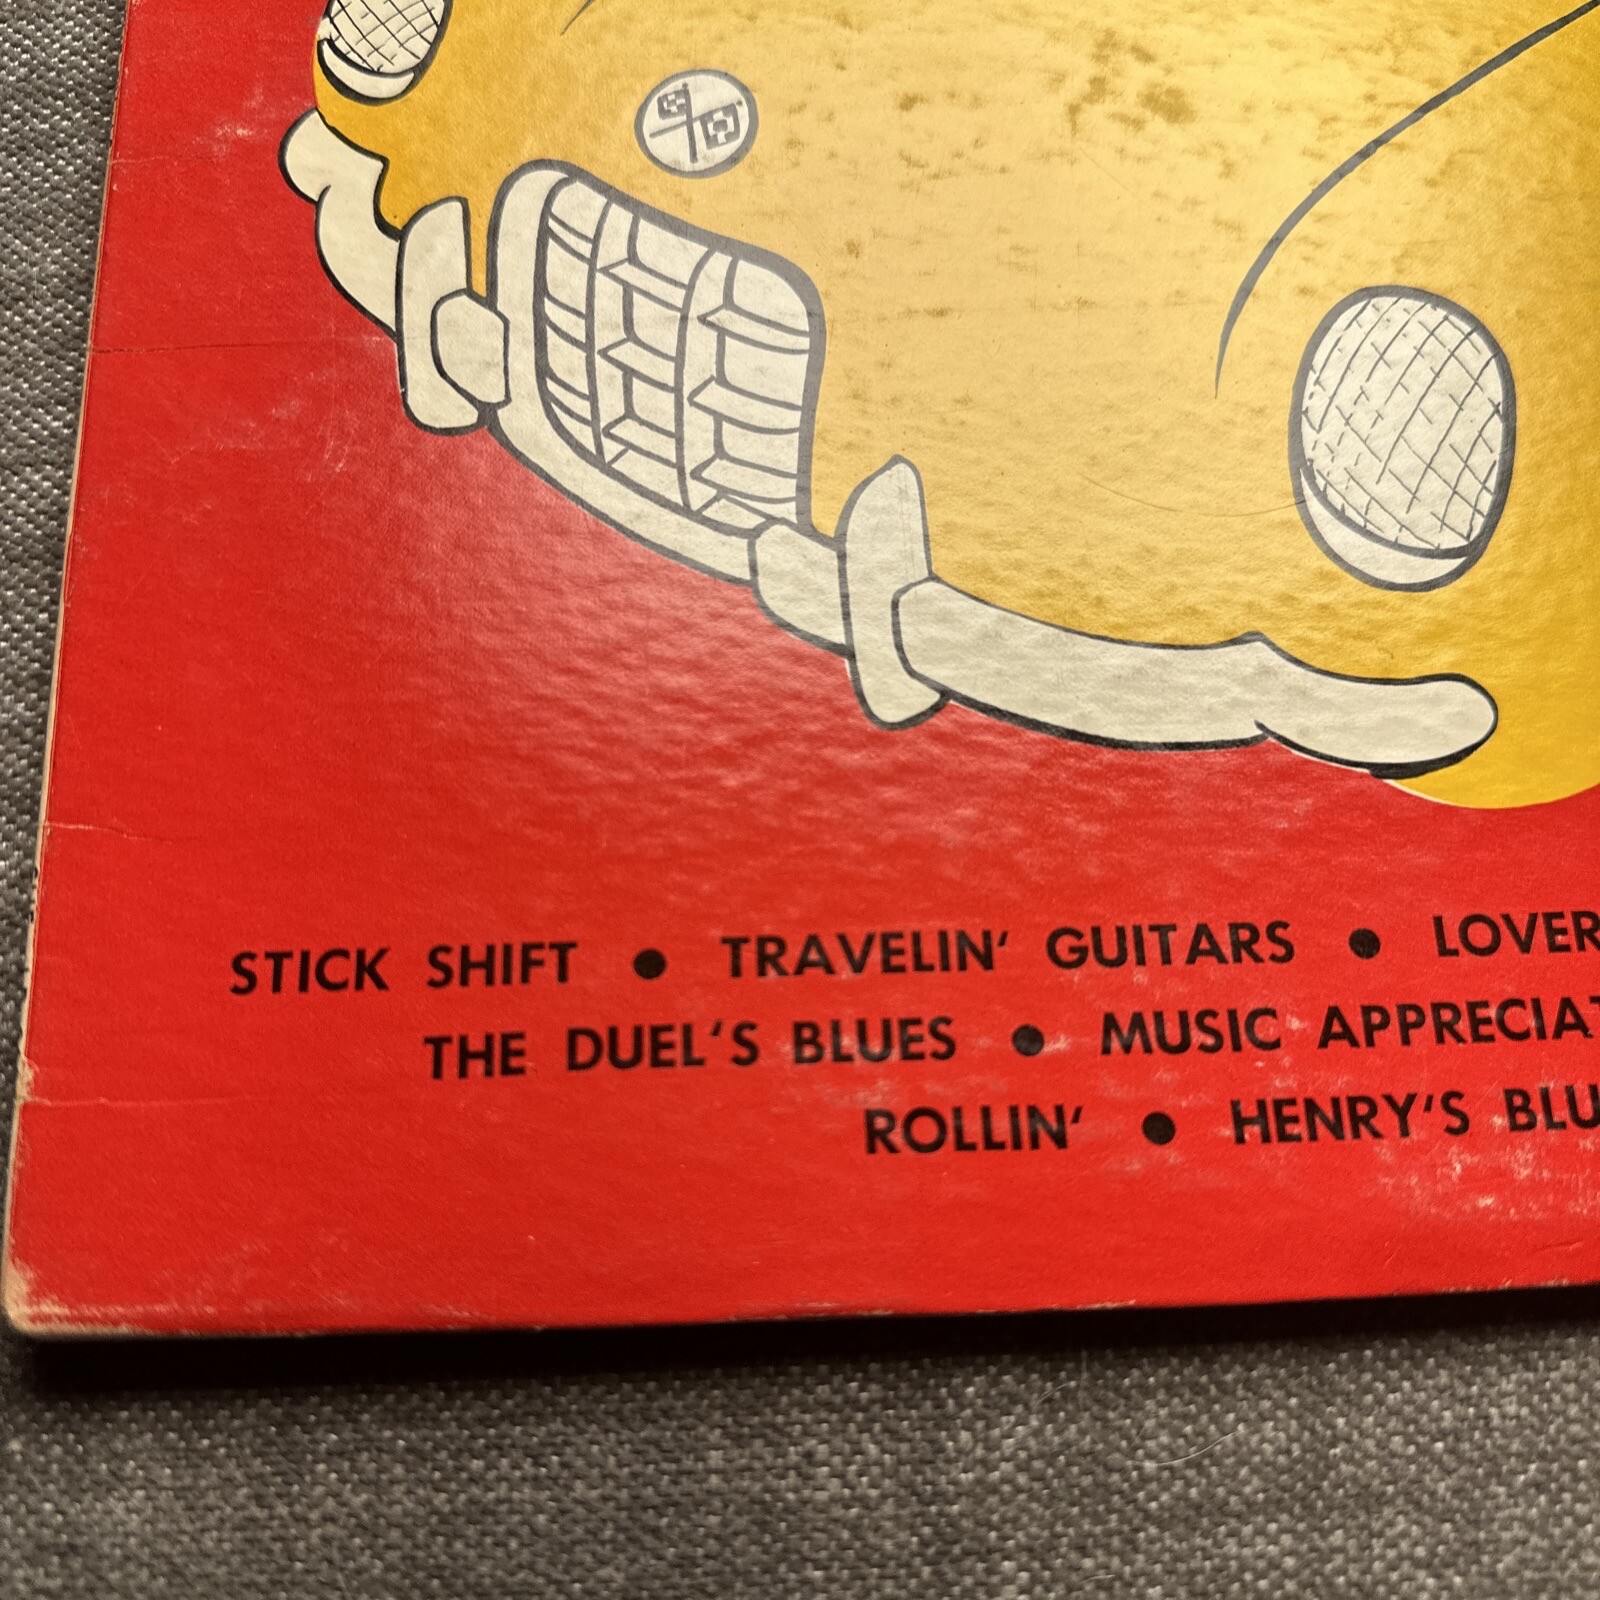 STICK SHIFT ● TRAVELIN' GUITARS ● LOVER
THE DUEL'S BLUES ● MUSIC APPRECIAT
ROLLIN' ● HENRY'S BLU